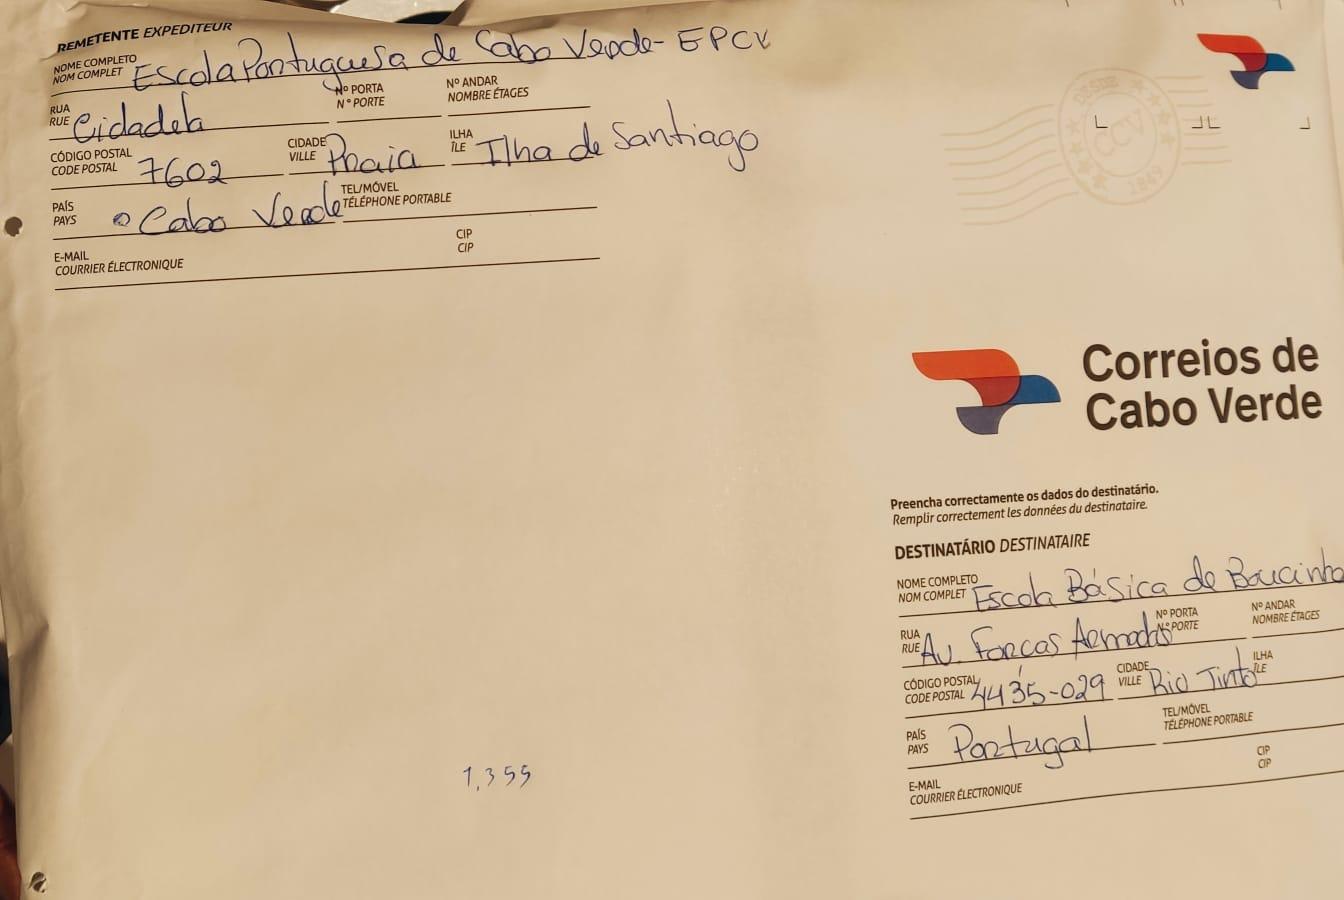 REMETENTE EXPEDITEUR
NOME COMPLETO
NOM COMPLET Escola Portuguesa de Cabo Verde - EPCV
RUA
RUE Cidadela
Nº PORTA
Nº PORTE
Nº ANDAR
NOMBRE ÉTAGES
CÓDIGO POSTAL
CODE POSTAL 7602
CIDADE
VILLE Praia
ILHA
ÎLE Ilha de Santiago
PAÍS
PAYS Cabo Verde
TEL/MÓVEL
TÉLÉPHONE PORTABLE
E-MAIL
COURRIER ÉLECTRONIQUE
CIP
CIP
DESDE
CCV
1849
Correios de
Cabo Verde
Preencha correctamente os dados do destinatário.
Remplir correctement les données du destinataire.
DESTINATÁRIO DESTINATAIRE
NOME COMPLETO
NOM COMPLET Escola Básica de Boucinha
RUA
RUE Av. Forças Armadas
Nº PORTA
Nº PORTE
Nº ANDAR
NOMBRE ÉTAGES
CÓDIGO POSTAL
CODE POSTAL 4435-029
CIDADE
VILLE Rio Tinto
ILHA
ÎLE
PAÍS
PAYS Portugal
TEL/MÓVEL
TÉLÉPHONE PORTABLE
E-MAIL
COURRIER ÉLECTRONIQUE
CIP
CIP
1,355